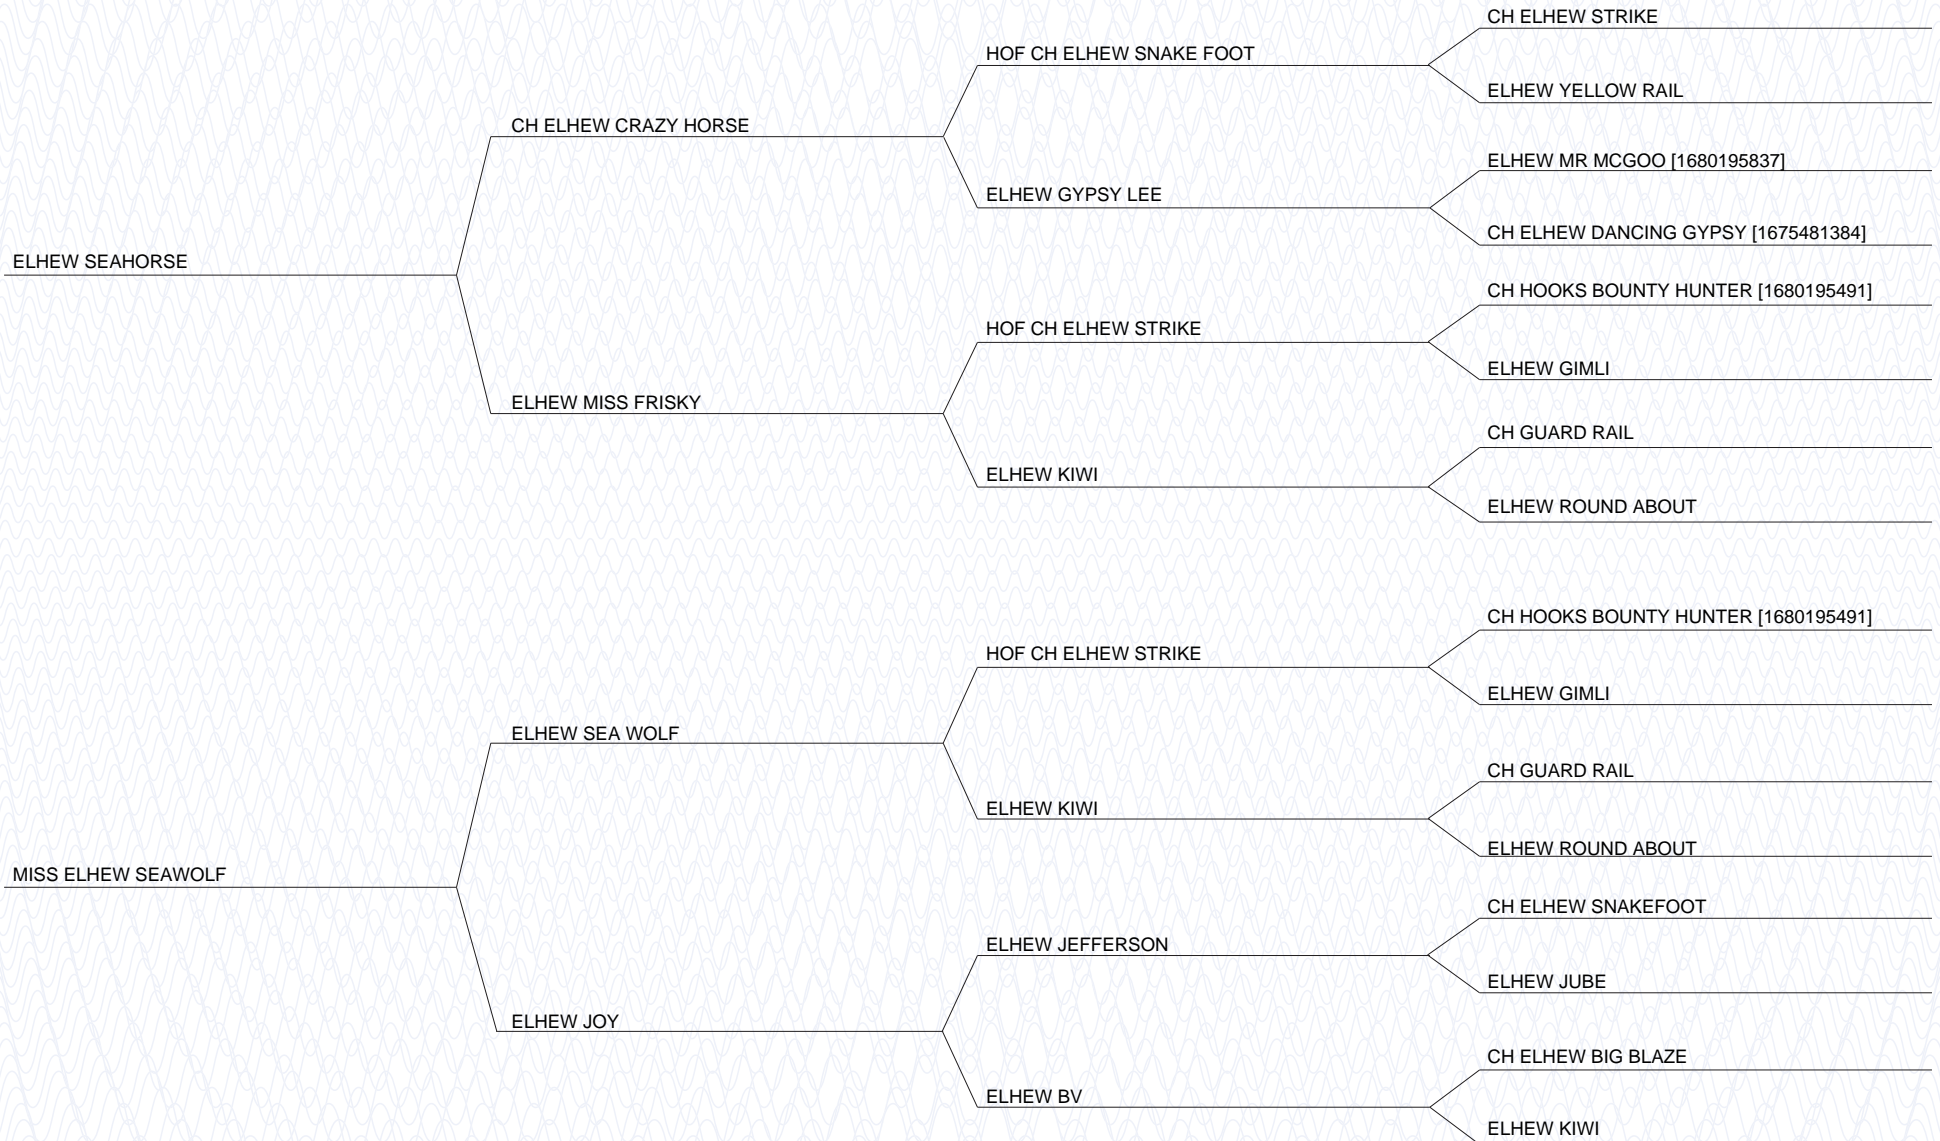 CH ELHEW STRIKE
HOF CH ELHEW SNAKE FOOT
ELHEW YELLOW RAIL
CH ELHEW CRAZY HORSE
ELHEW MR MCGOO [1680195837]
ELHEW GYPSY LEE
CH ELHEW DANCING GYPSY [1675481384]
ELHEW SEAHORSE
CH HOOKS BOUNTY HUNTER [1680195491]
HOF CH ELHEW STRIKE
ELHEW GIMLI
ELHEW MISS FRISKY
CH GUARD RAIL
ELHEW KIWI
ELHEW ROUND ABOUT
CH HOOKS BOUNTY HUNTER [1680195491]
HOF CH ELHEW STRIKE
ELHEW GIMLI
ELHEW SEA WOLF
CH GUARD RAIL
ELHEW KIWI
ELHEW ROUND ABOUT
MISS ELHEW SEAWOLF
CH ELHEW SNAKEFOOT
ELHEW JEFFERSON
ELHEW JUBE
ELHEW JOY
CH ELHEW BIG BLAZE
ELHEW BV
ELHEW KIWI